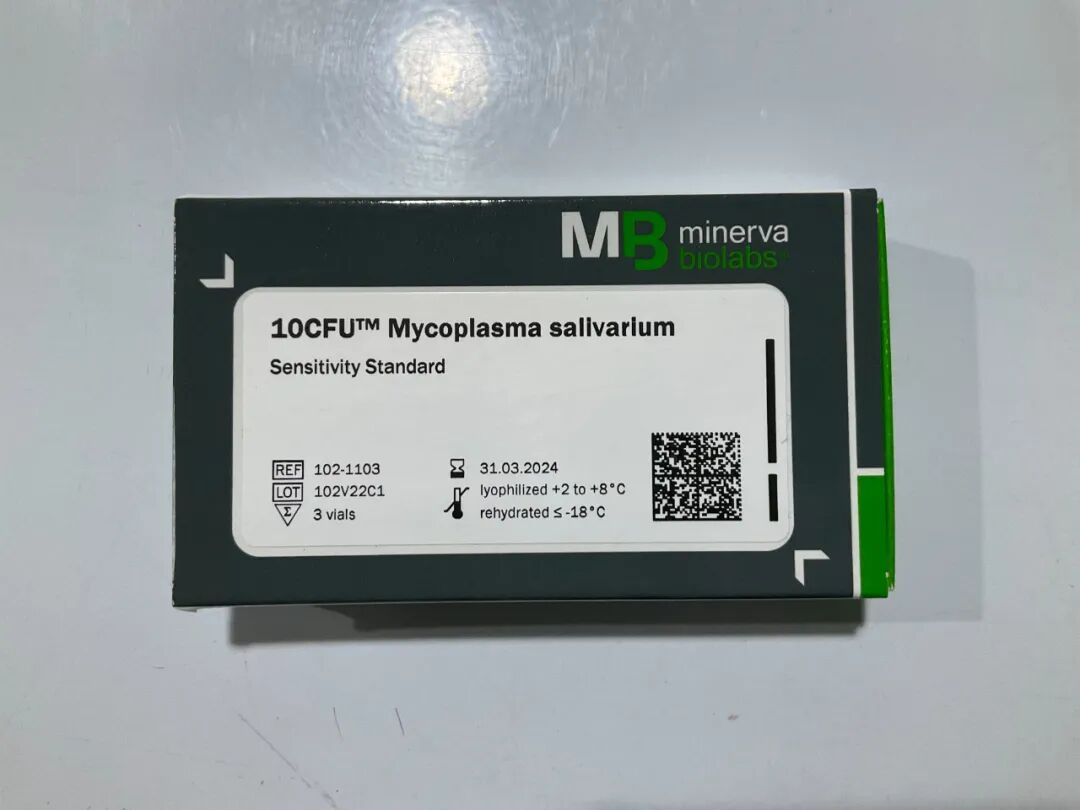 MB minerva
biolabs®
10CFU™ Mycoplasma salivarium
Sensitivity Standard
REF 102-1103
LOT 102V22C1
Σ 3 vials
31.03.2024
lyophilized +2 to +8°C
rehydrated ≤ -18°C